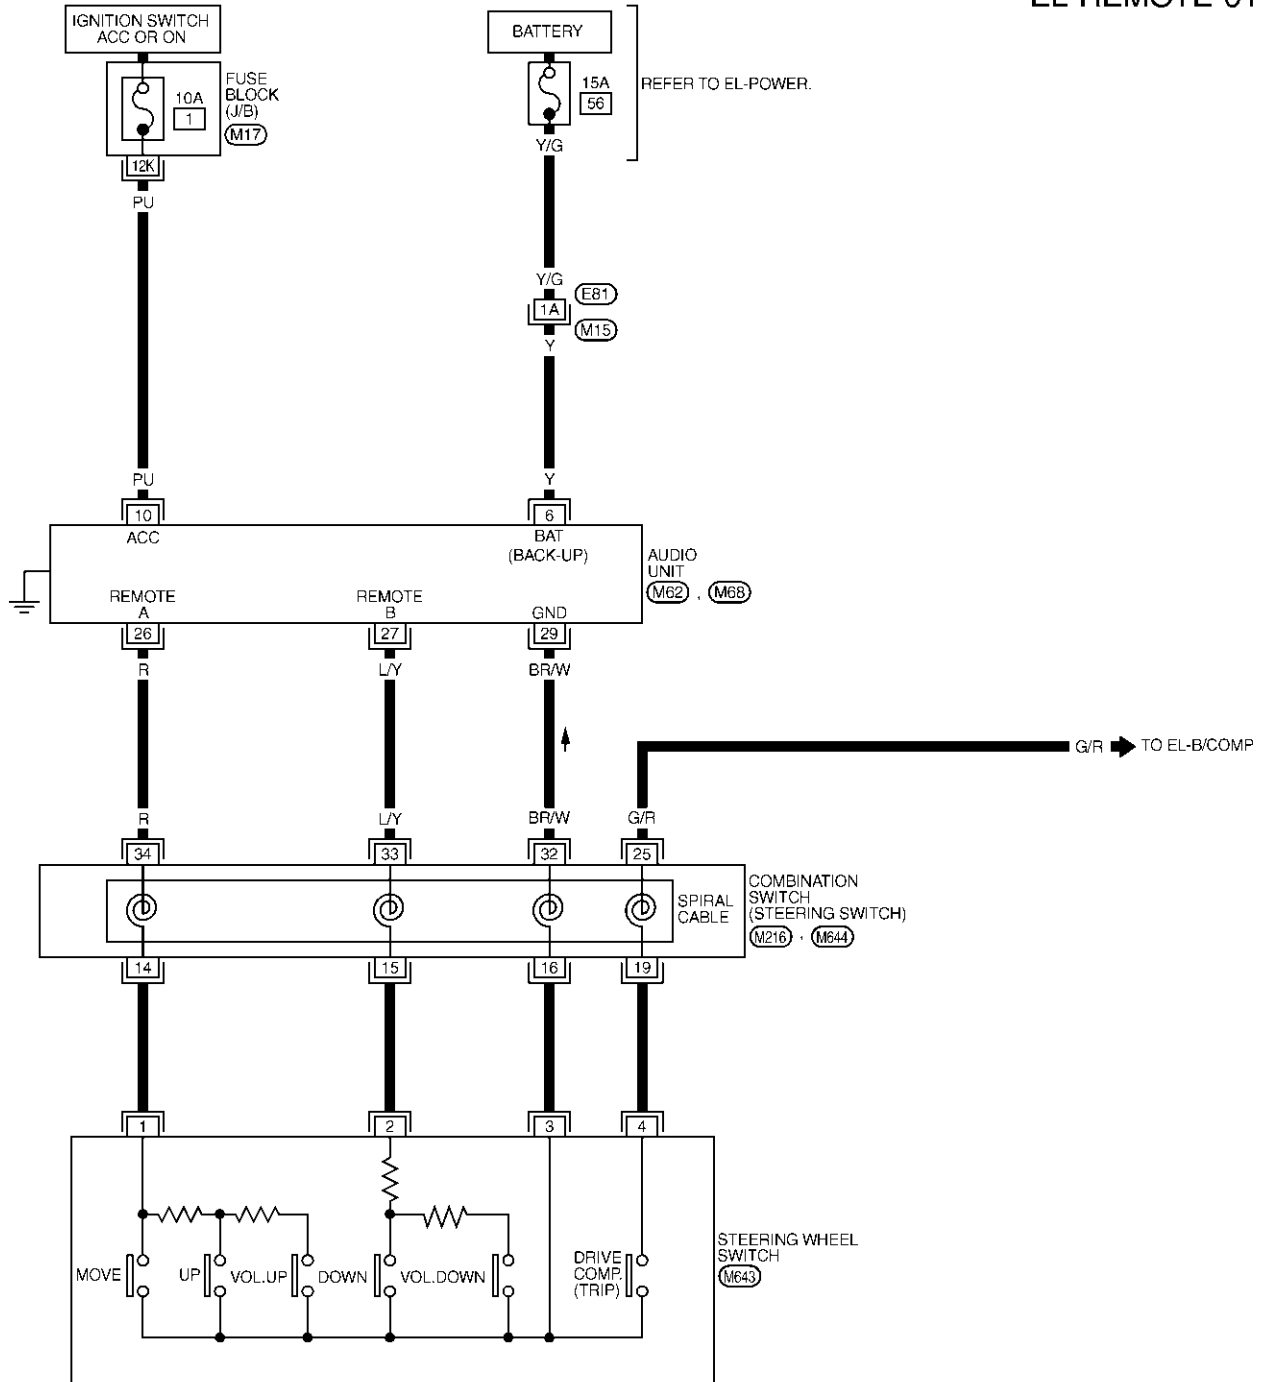 EL-REMOTE-01
IGNITION SWITCH
ACC OR ON
BATTERY
FUSE
BLOCK
(J/B)
M17
10A
1
15A
56
REFER TO EL-POWER.
12K
Y/G
PU
Y/G
E81
1A
M15
Y
PU
Y
10
6
ACC
BAT
(BACK-UP)
AUDIO
UNIT
M62 , M68
REMOTE
A
REMOTE
B
GND
26
27
29
R
L/Y
BR/W
G/R
TO EL-B/COMP
R
L/Y
BR/W
G/R
34
33
32
25
SPIRAL
CABLE
COMBINATION
SWITCH
(STEERING SWITCH)
M216 , M644
14
15
16
19
1
2
3
4
MOVE
UP
VOL.UP
DOWN
VOL.DOWN
DRIVE
COMP.
(TRIP)
STEERING WHEEL
SWITCH
M643